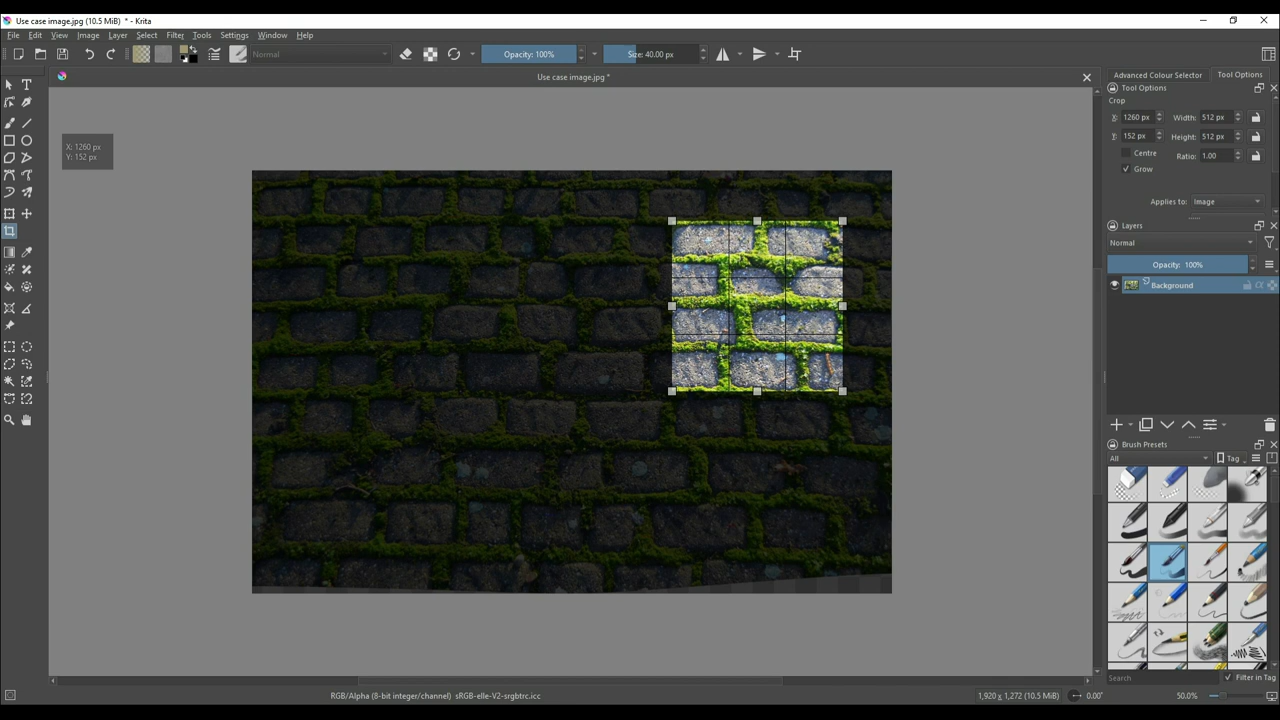 Use case image.jpg (10.5 MiB) * - Krita
File Edit View Image Layer Select Filter Tools Settings Window Help
Normal
Opacity: 100%
Size: 40.00 px
Use case image.jpg *
X: 1260 px
Y: 152 px
Advanced Colour Selector Tool Options
Tool Options
Crop
X: 1260 px Width: 512 px
Y: 152 px Height: 512 px
Centre Ratio: 1.00
Grow
Applies to: Image
Layers
Normal
Opacity: 100%
Background
Brush Presets
All Tag
Search Filter in Tag
RGB/Alpha (8-bit integer/channel) sRGB-elle-V2-srgbtrc.icc 1,920 x 1,272 (10.5 MiB) 0.00° 50.0%